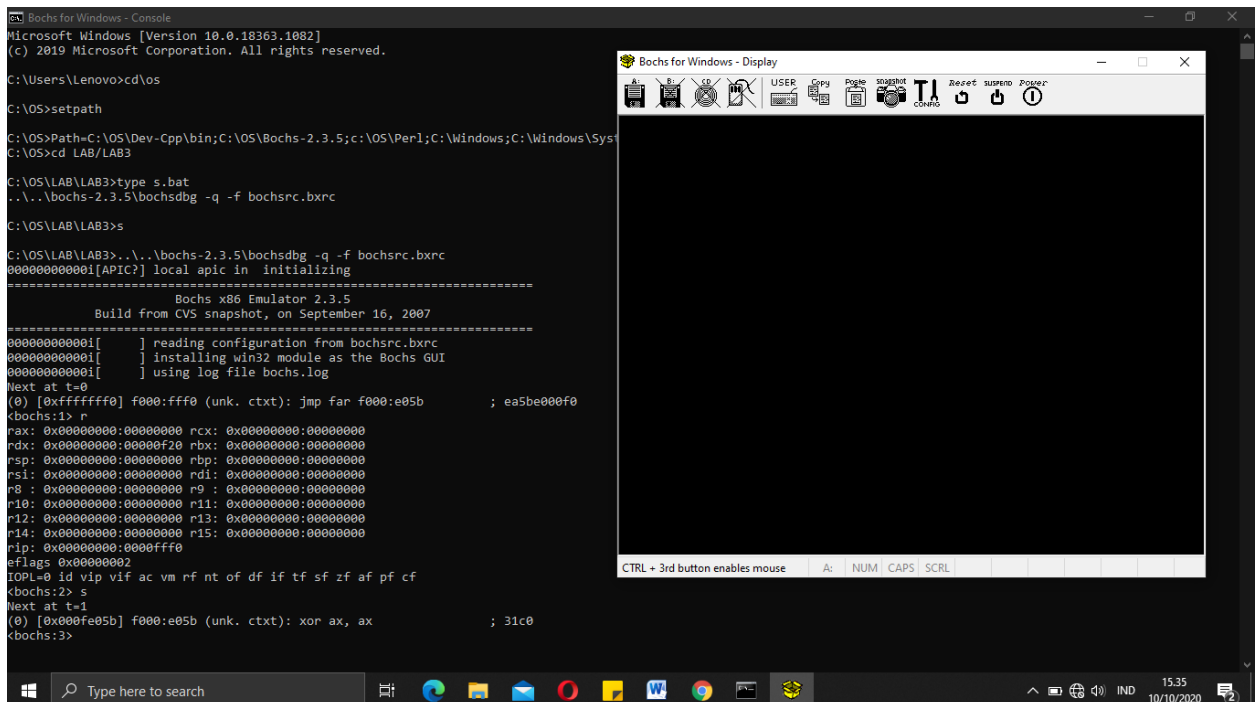 Bochs for Windows - Console
Microsoft Windows [Version 10.0.18363.1082]
(c) 2019 Microsoft Corporation. All rights reserved.
C:\Users\Lenovo>cd\os
C:\OS>setpath
C:\OS>Path=C:\OS\Dev-Cpp\bin;C:\OS\Bochs-2.3.5;c:\OS\Perl;C:\Windows;C:\Windows\Syst
C:\OS>cd LAB/LAB3
C:\OS\LAB\LAB3>type s.bat
..\..\bochs-2.3.5\bochsdbg -q -f bochsrc.bxrc
C:\OS\LAB\LAB3>s
C:\OS\LAB\LAB3>..\..\bochs-2.3.5\bochsdbg -q -f bochsrc.bxrc
00000000000i[APIC?] local apic in  initializing
========================================================================
Bochs x86 Emulator 2.3.5
Build from CVS snapshot, on September 16, 2007
========================================================================
00000000000i[     ] reading configuration from bochsrc.bxrc
00000000000i[     ] installing win32 module as the Bochs GUI
00000000000i[     ] using log file bochs.log
Next at t=0
(0) [0xfffffff0] f000:fff0 (unk. ctxt): jmp far f000:e05b         ; ea5be000f0
<bochs:1> r
rax: 0x00000000:00000000 rcx: 0x00000000:00000000
rdx: 0x00000000:00000f20 rbx: 0x00000000:00000000
rsp: 0x00000000:00000000 rbp: 0x00000000:00000000
rsi: 0x00000000:00000000 rdi: 0x00000000:00000000
r8 : 0x00000000:00000000 r9 : 0x00000000:00000000
r10: 0x00000000:00000000 r11: 0x00000000:00000000
r12: 0x00000000:00000000 r13: 0x00000000:00000000
r14: 0x00000000:00000000 r15: 0x00000000:00000000
rip: 0x00000000:0000fff0
eflags 0x00000002
IOPL=0 id vip vif ac vm rf nt of df if tf sf zf af pf cf
<bochs:2> s
Next at t=1
(0) [0x000fe05b] f000:e05b (unk. ctxt): xor ax, ax                ; 31c0
<bochs:3>
Bochs for Windows - Display
A: B: CD USER Copy Poste snapshot CONFIG Reset SUSPEND Power
CTRL + 3rd button enables mouse A: NUM CAPS SCRL
Type here to search
IND
15.35
10/10/2020
2